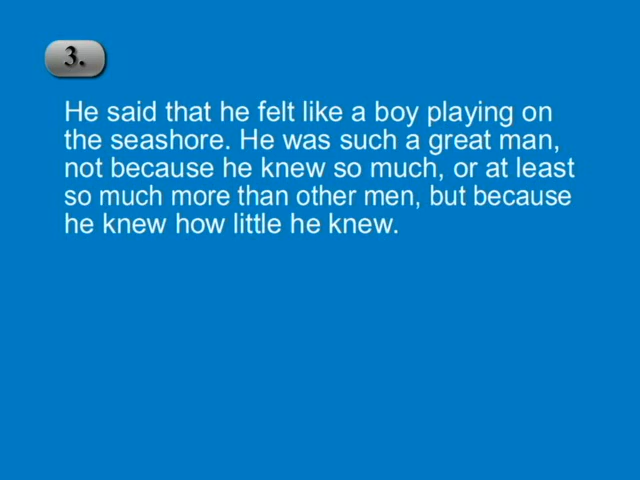 3.
He said that he felt like a boy playing on
the seashore. He was such a great man,
not because he knew so much, or at least
so much more than other men, but because
he knew how little he knew.